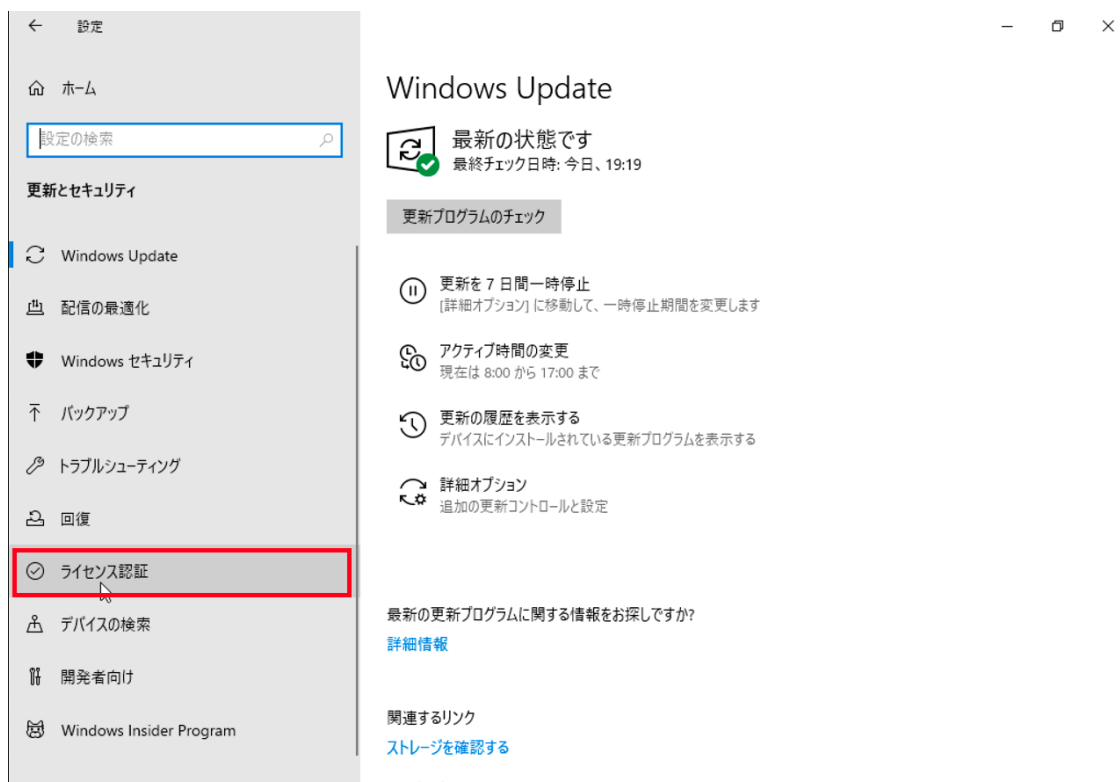 設定
ホーム
設定の検索
更新とセキュリティ
Windows Update
配信の最適化
Windows セキュリティ
バックアップ
トラブルシューティング
回復
ライセンス認証
デバイスの検索
開発者向け
Windows Insider Program
Windows Update
最新の状態です
最終チェック日時: 今日、19:19
更新プログラムのチェック
更新を 7 日間一時停止
[詳細オプション] に移動して、一時停止期間を変更します
アクティブ時間の変更
現在は 8:00 から 17:00 まで
更新の履歴を表示する
デバイスにインストールされている更新プログラムを表示する
詳細オプション
追加の更新コントロールと設定
最新の更新プログラムに関する情報をお探しですか?
詳細情報
関連するリンク
ストレージを確認する